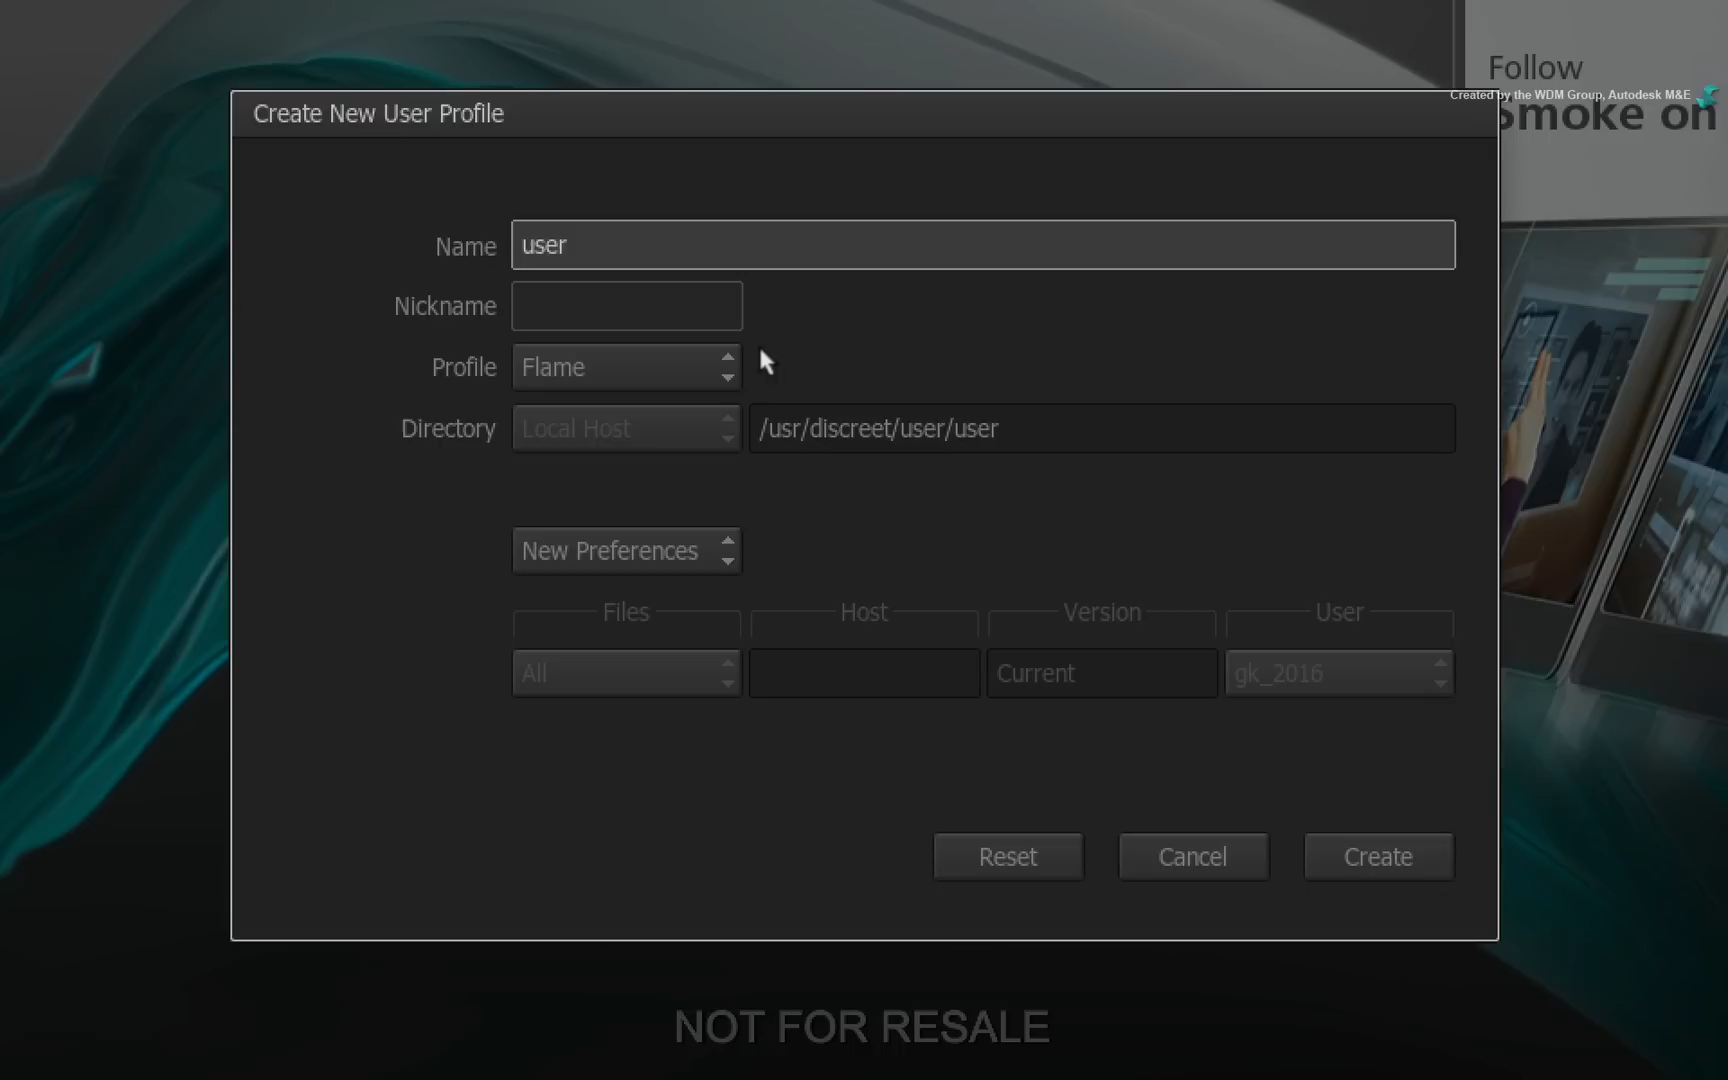 Follow
Created by the WDM Group, Autodesk M&E
Smoke on
Create New User Profile
Name user
Nickname
Profile Flame
Directory Local Host /usr/discreet/user/user
New Preferences
Files Host Version User
All Current gk_2016
Reset Cancel Create
NOT FOR RESALE